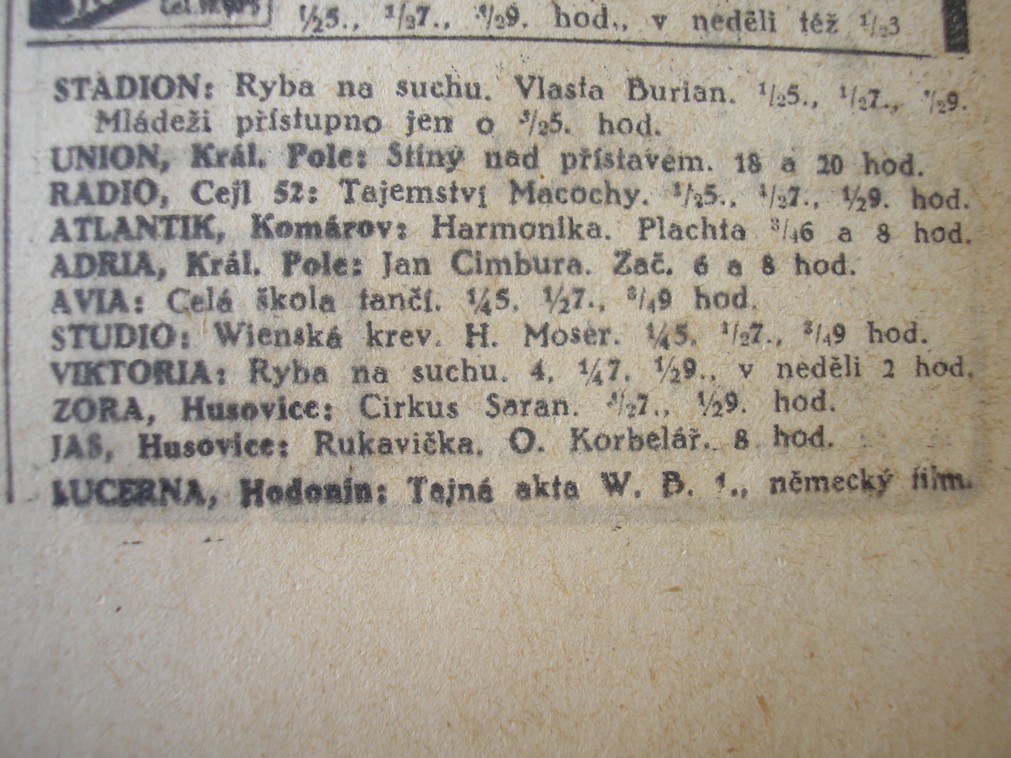 ½5., ½7., ½9. hod., v neděli též ½3
STADION: Ryba na suchu. Vlasta Burian. ½5., ½7., ½9.
Mládeži přístupno jen o ½5. hod.
UNION, Král. Pole: Stíny nad přístavem. 18 a 20 hod.
RADIO, Cejl 52: Tajemství Macochy. ½5., ½7., ½9. hod.
ATLANTIK, Komárov: Harmonika. Plachta ¾6 a 8 hod.
ADRIA, Král. Pole: Jan Cimbura. Zač. 6 a 8 hod.
AVIA: Celá škola tančí. ¼5, ½7., ¾9 hod.
STUDIO: Wienská krev. H. Moser. ¼5, ½7., ¾9 hod.
VIKTORIA: Ryba na suchu. 4, ¼7, ½9., v neděli 2 hod.
ZORA, Husovice: Cirkus Saran. ½7., ½9. hod.
JAS, Husovice: Rukavička. O. Korbelář. 8 hod.
LUCERNA, Hodonín: Tajná akta W. B. 1., německý film.